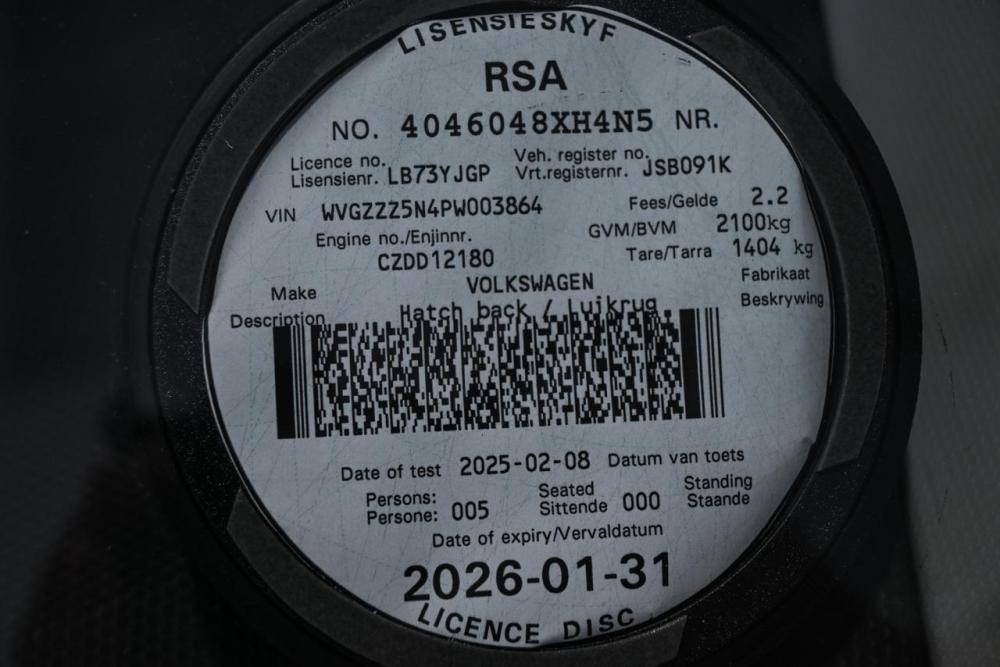 LISENSIESKYF
RSA
NO. 4046048XH4N5 NR.
Licence no. Veh. register no.
Lisensienr. LB73YJGP Vrt.registernr. JSB091K
VIN WVGZZZ5N4PW003864 Fees/Gelde 2.2
Engine no./Enjinnr. GVM/BVM 2100kg
CZDD12180 Tare/Tarra 1404 kg
Make VOLKSWAGEN Fabrikaat
Description Hatch back / Luikrug Beskrywing
Date of test 2025-02-08 Datum van toets
Persons: Seated Standing
Persone: 005 Sittende 000 Staande
Date of expiry/Vervaldatum
2026-01-31
LICENCE DISC